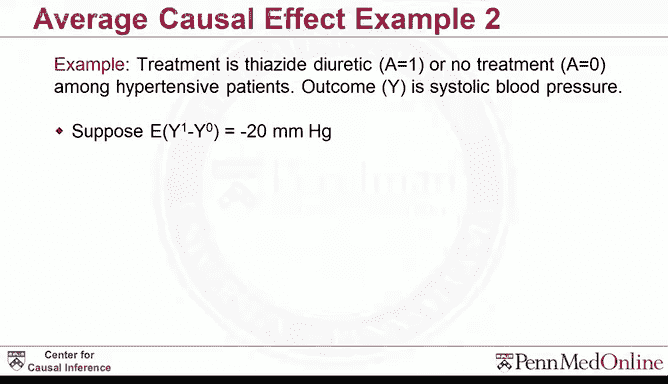 Average Causal Effect Example 2
Example: Treatment is thiazide diuretic (A=1) or no treatment (A=0)
among hypertensive patients. Outcome (Y) is systolic blood pressure.
◆ Suppose E(Y¹-Y⁰) = -20 mm Hg
Center for
Causal Inference
PennMedOnline